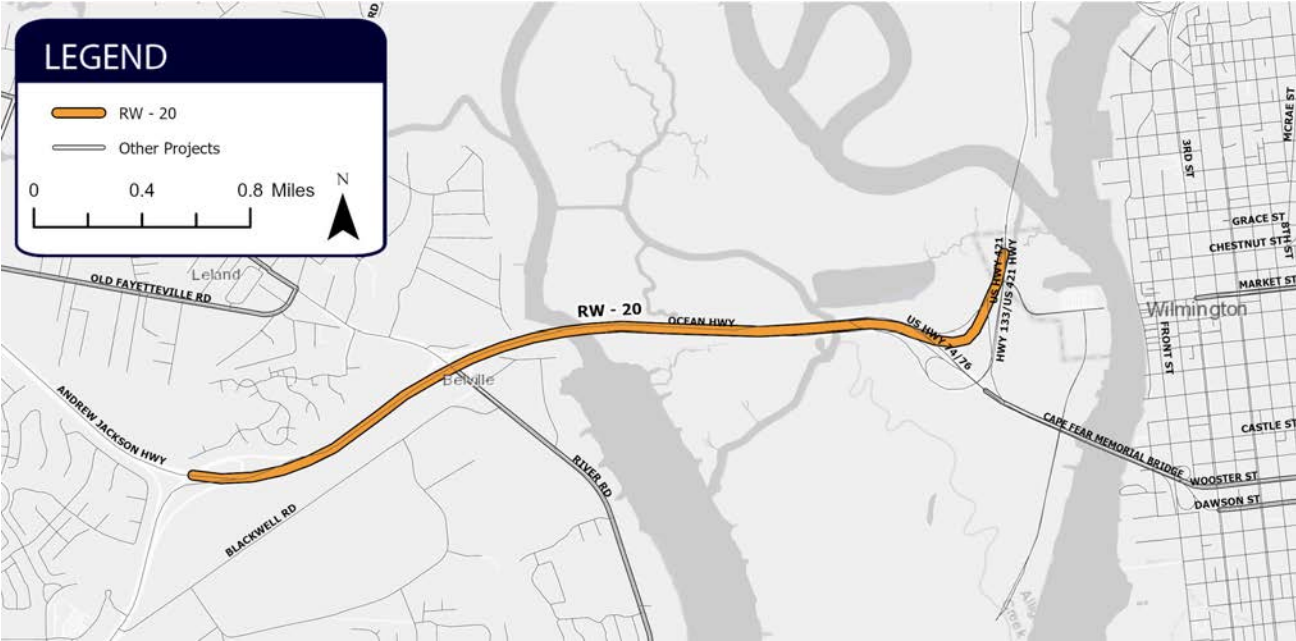 RD
LEGEND
RW - 20
Other Projects
0 0.4 0.8 Miles
N
3RD ST
MCRAE ST
GRACE ST
8TH ST
CHESTNUT ST
MARKET ST
Leland
OLD FAYETTEVILLE RD
RW - 20
OCEAN HWY
US HWY 74/76
US HWY 421
HWY 133/US 421 HWY
Wilmington
FRONT ST
Belville
ANDREW JACKSON HWY
RIVER RD
BLACKWELL RD
CAPE FEAR MEMORIAL BRIDGE
CASTLE ST
WOOSTER ST
DAWSON ST
Creek